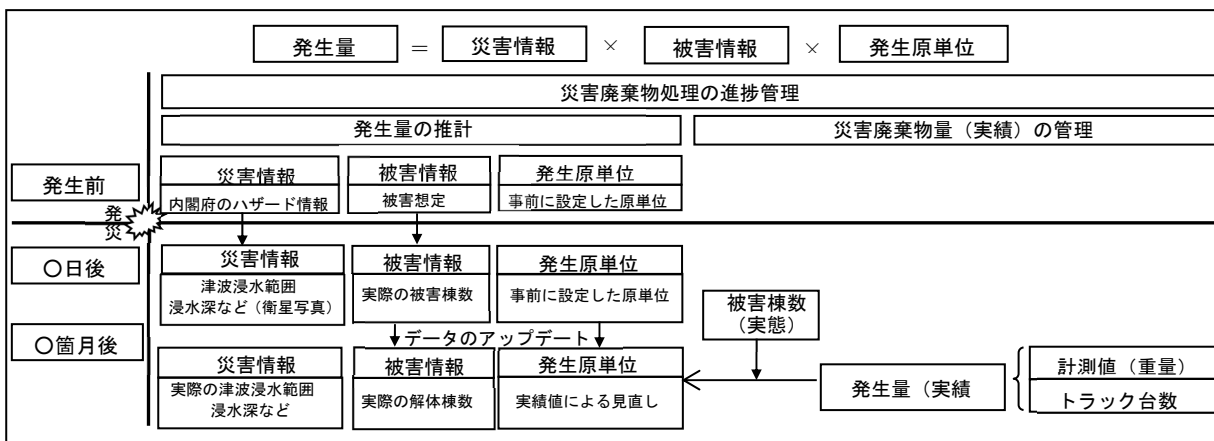 発生量 = 災害情報 × 被害情報 × 発生原単位
災害廃棄物処理の進捗管理
発生量の推計 災害廃棄物量（実績）の管理
発生前
災害情報 被害情報 発生原単位
内閣府のハザード情報 被害想定 事前に設定した原単位
発災
〇日後
災害情報 被害情報 発生原単位
津波浸水範囲
浸水深など（衛星写真） 実際の被害棟数 事前に設定した原単位
被害棟数
（実態）
データのアップデート
〇箇月後
災害情報 被害情報 発生原単位
実際の津波浸水範囲
浸水深など 実際の解体棟数 実績値による見直し
発生量（実績
計測値（重量）
トラック台数